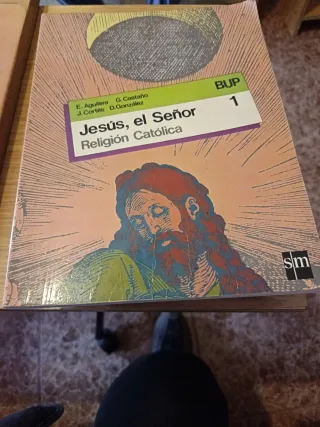 E. Aguilera G. Castaño
J. Cortés D. González
BUP
1
Jesús, el Señor
Religión Católica
sm